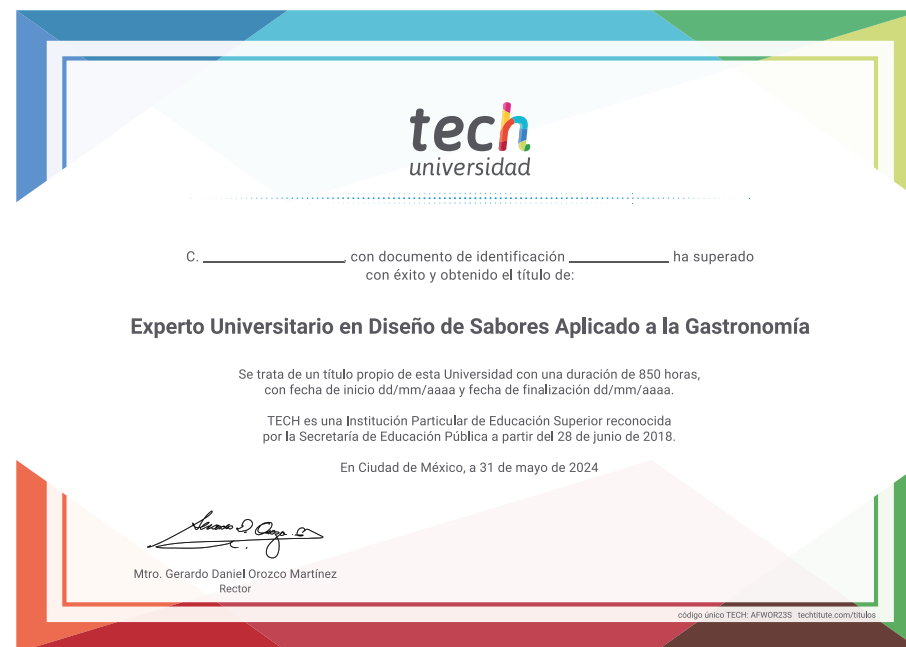 tech
universidad
C. ____________________, con documento de identificación ______________ ha superado
con éxito y obtenido el título de:
Experto Universitario en Diseño de Sabores Aplicado a la Gastronomía
Se trata de un título propio de esta Universidad con una duración de 850 horas,
con fecha de inicio dd/mm/aaaa y fecha de finalización dd/mm/aaaa.
TECH es una Institución Particular de Educación Superior reconocida
por la Secretaría de Educación Pública a partir del 28 de junio de 2018.
En Ciudad de México, a 31 de mayo de 2024
Mtro. Gerardo Daniel Orozco Martínez
Rector
código único TECH: AFWOR23S techtitute.com/titulos